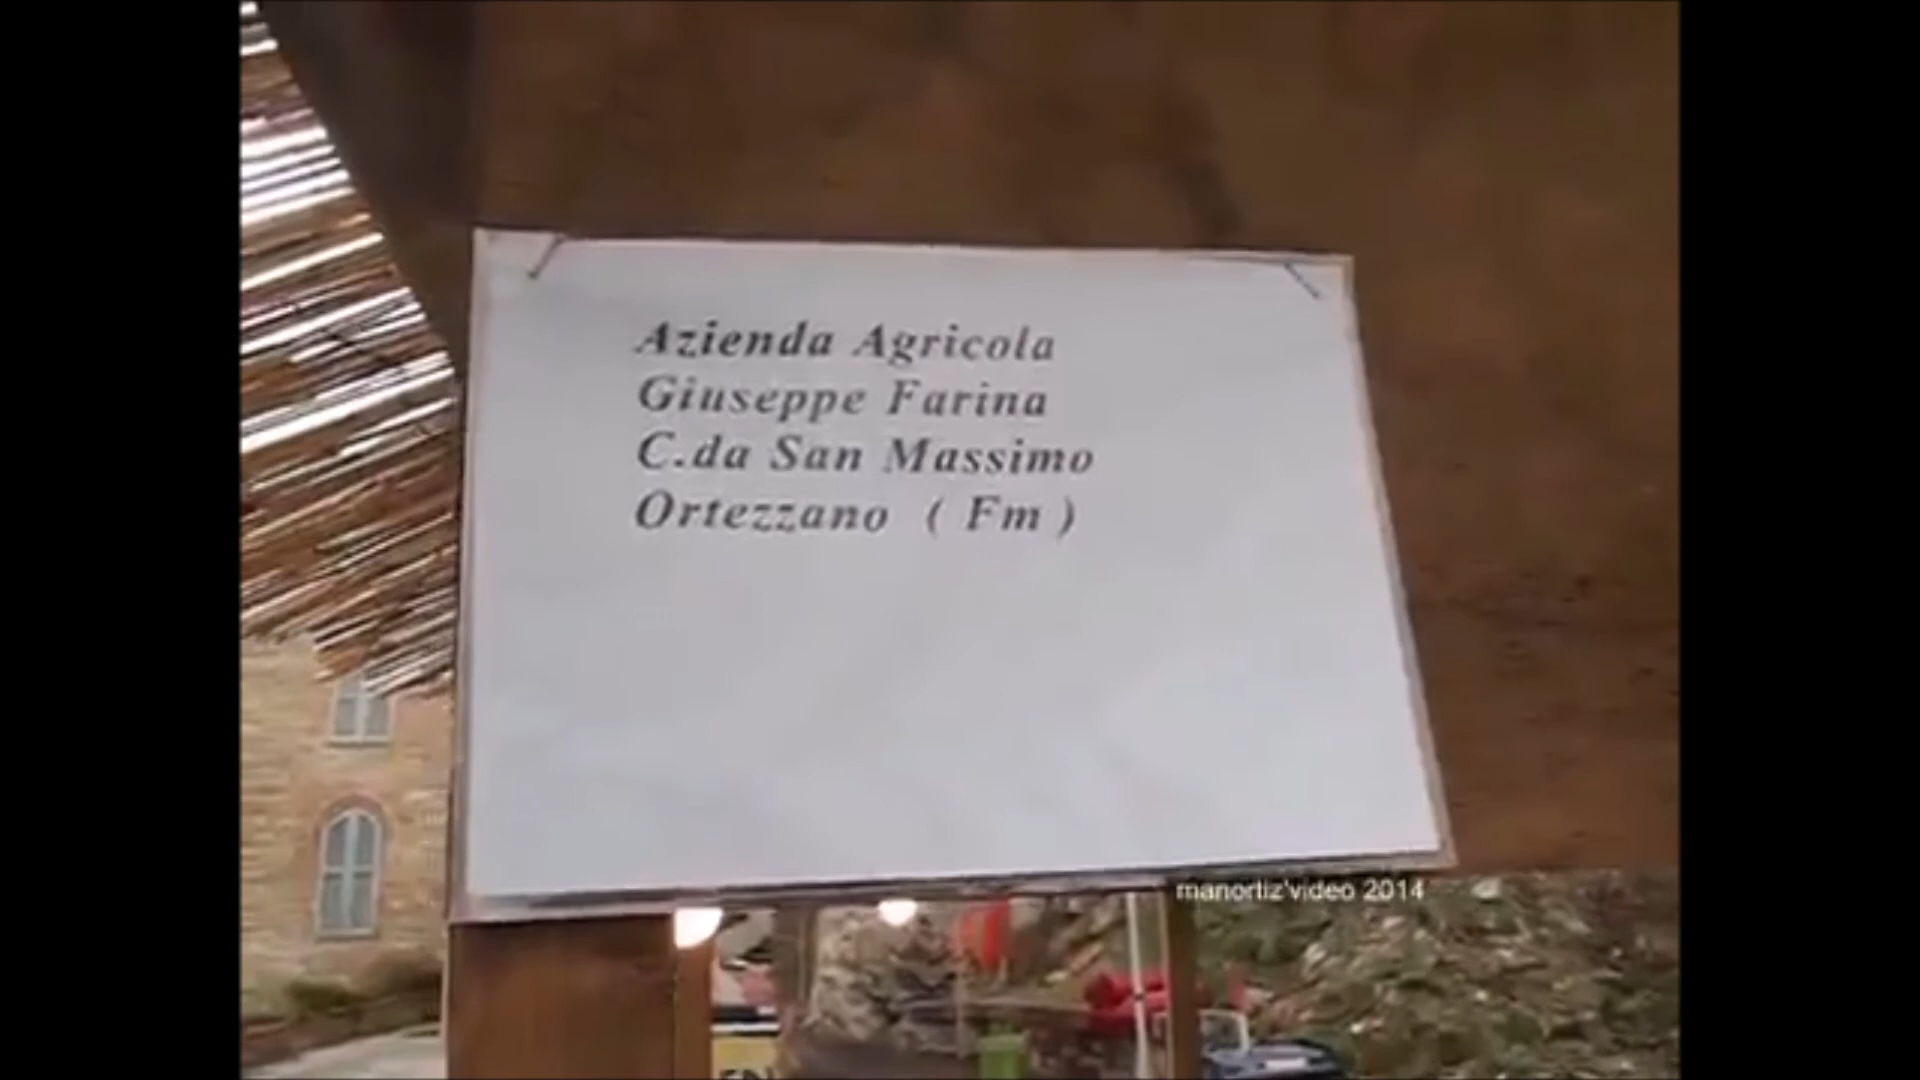 Azienda Agricola
Giuseppe Farina
C.da San Massimo
Ortezzano ( Fm )
manortiz'video 2014